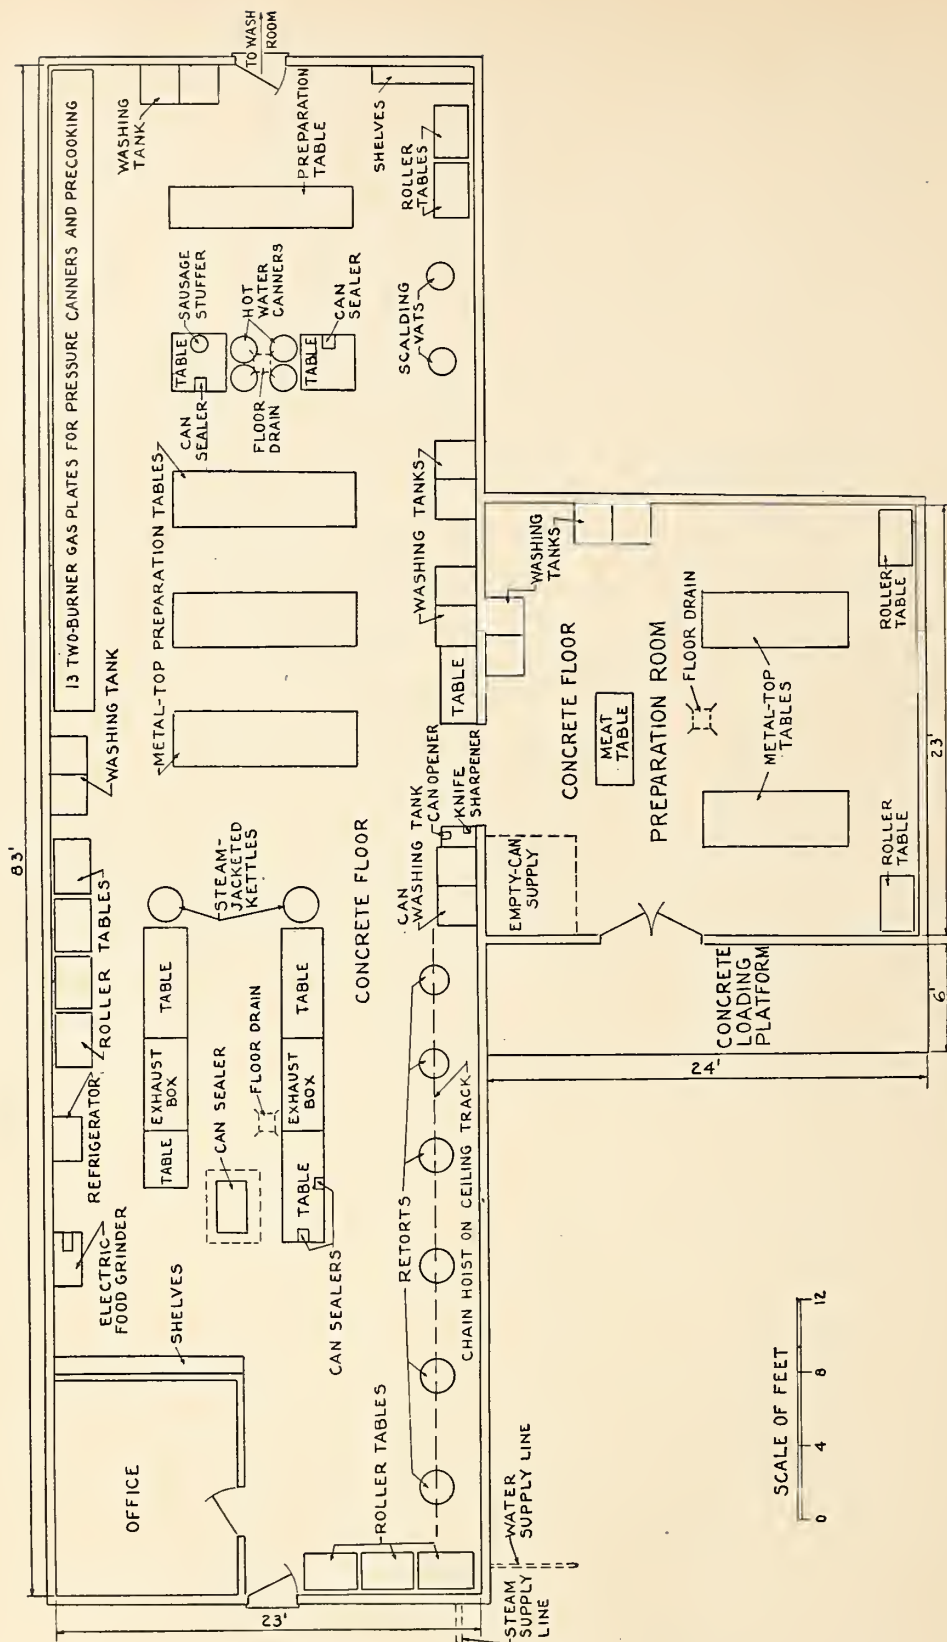 83'
TO WASH
ROOM
13 TWO-BURNER GAS PLATES FOR PRESSURE CANNERS AND PRECOOKING
WASHING
TANK
PREPARATION
TABLE
SHELVES
ROLLER
TABLES
SAUSAGE
STUFFER
TABLE
CAN
SEALER
HOT
WATER
CANNERS
FLOOR
DRAIN
TABLE
CAN
SEALER
SCALDING
VATS
METAL-TOP PREPARATION TABLES
WASHING TANKS
WASHING TANK
TABLE
ROLLER TABLES
STEAM-
JACKETED
KETTLES
CONCRETE FLOOR
CAN
WASHING TANK
CAN OPENER
KNIFE
SHARPENER
REFRIGERATOR
TABLE
EXHAUST
BOX
TABLE
CAN SEALER
FLOOR DRAIN
TABLE
EXHAUST
BOX
TABLE
ELECTRIC
FOOD GRINDER
SHELVES
CAN SEALERS
RETORTS
CHAIN HOIST ON CEILING TRACK
OFFICE
ROLLER TABLES
23'
STEAM
SUPPLY
LINE
WATER
SUPPLY LINE
WASHING
TANKS
CONCRETE FLOOR
MEAT
TABLE
PREPARATION ROOM
FLOOR DRAIN
METAL-TOP
TABLES
ROLLER
TABLE
ROLLER
TABLE
EMPTY-CAN
SUPPLY
CONCRETE
LOADING
PLATFORM
24'
23'
6'
SCALE OF FEET
0 4 8 12